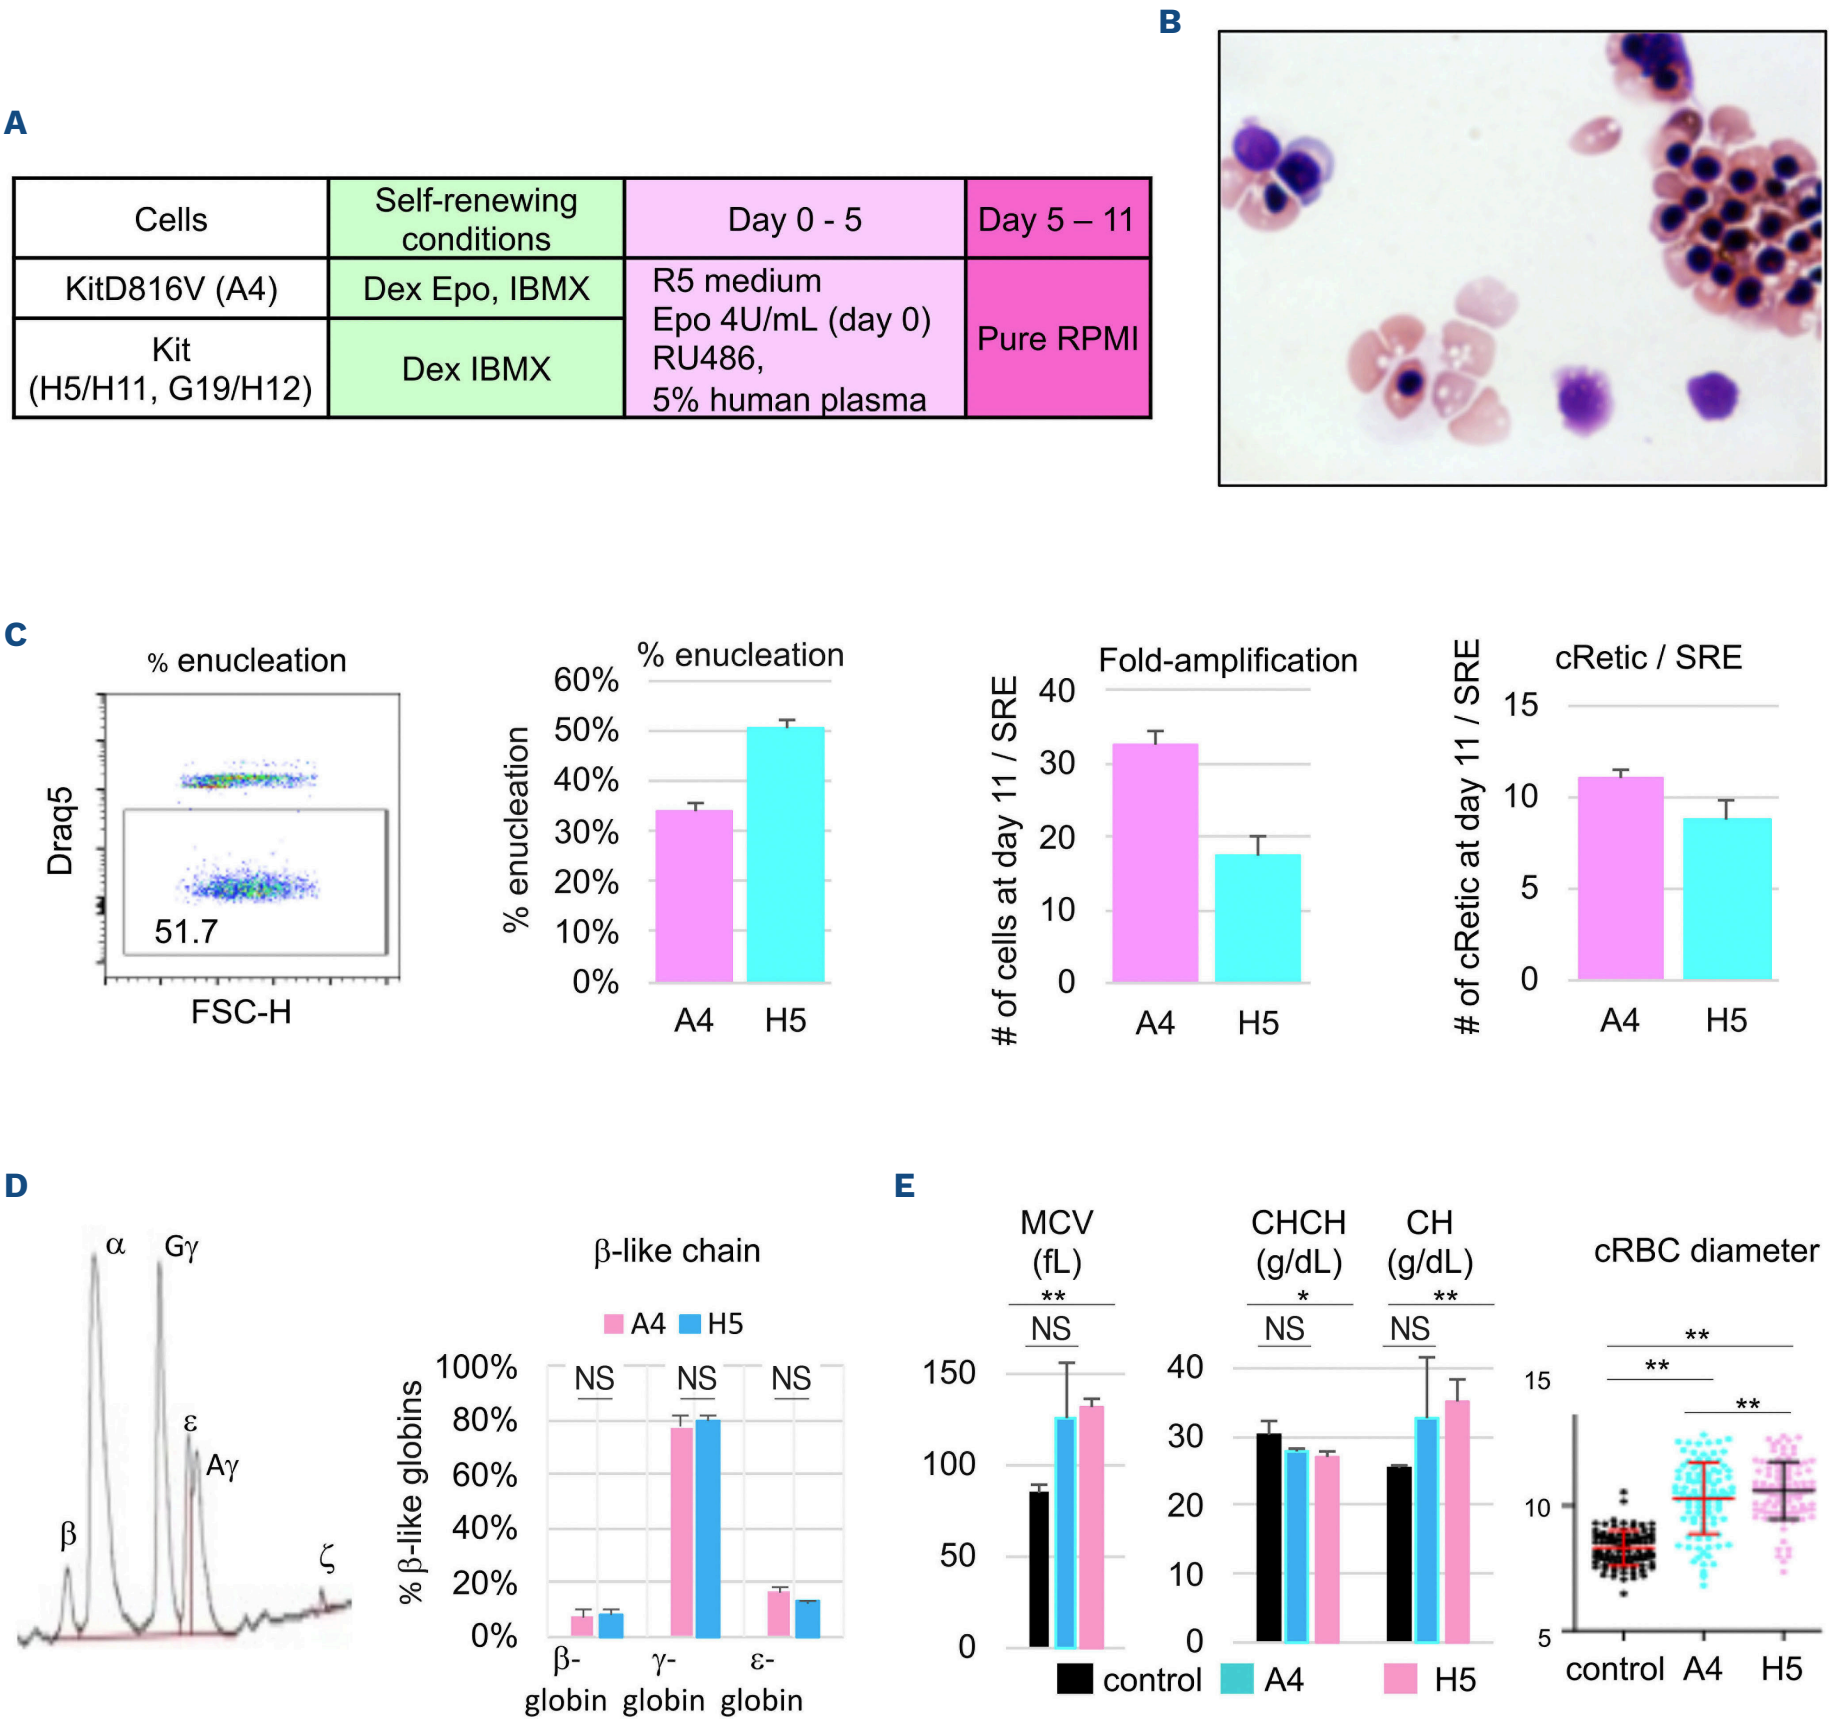 A
Cells
Self-renewing
conditions
Day 0 - 5
Day 5 – 11
KitD816V (A4)
Dex Epo, IBMX
R5 medium
Epo 4U/mL (day 0)
RU486,
5% human plasma
Pure RPMI
Kit
(H5/H11, G19/H12)
Dex IBMX
B
C
% enucleation
Draq5
51.7
FSC-H
% enucleation
% enucleation
60%
50%
40%
30%
20%
10%
0%
A4 H5
Fold-amplification
# of cells at day 11 / SRE
40
30
20
10
0
A4 H5
cRetic / SRE
# of cRetic at day 11 / SRE
15
10
5
0
A4 H5
D
α
Gγ
ε
Aγ
β
ζ
β-like chain
A4 H5
% β-like globins
100%
80%
60%
40%
20%
0%
NS NS NS
β-
globin
γ-
globin
ε-
globin
E
MCV
(fL)
**
NS
150
100
50
0
CHCH
(g/dL)
*
NS
CH
(g/dL)
**
NS
40
30
20
10
0
control A4 H5
cRBC diameter
**
**
**
15
10
5
control A4 H5